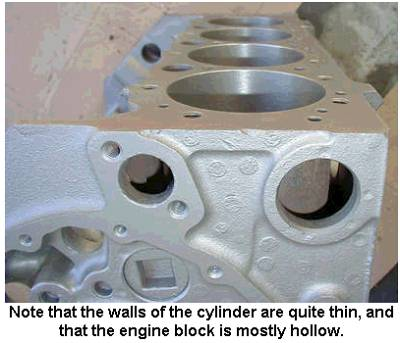 Note that the walls of the cylinder are quite thin, and
that the engine block is mostly hollow.